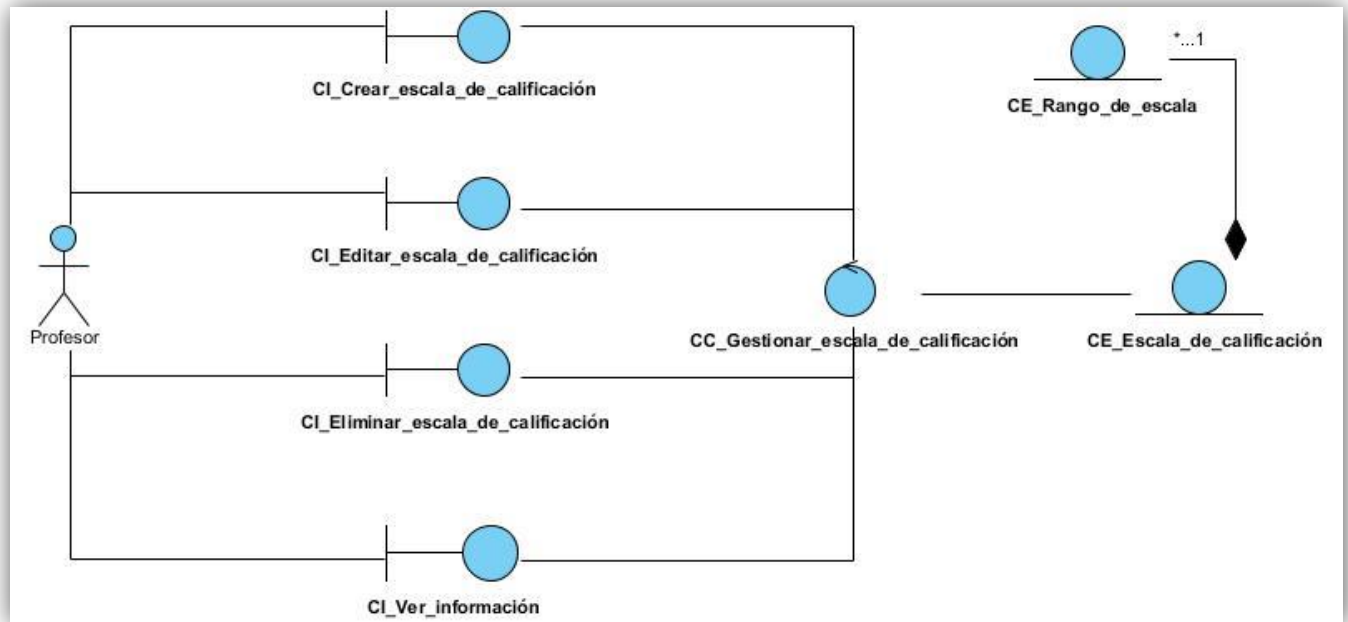 *...1
CI_Crear_escala_de_calificación
CE_Rango_de_escala
CI_Editar_escala_de_calificación
Profesor
CC_Gestionar_escala_de_calificación
CE_Escala_de_calificación
CI_Eliminar_escala_de_calificación
CI_Ver_información